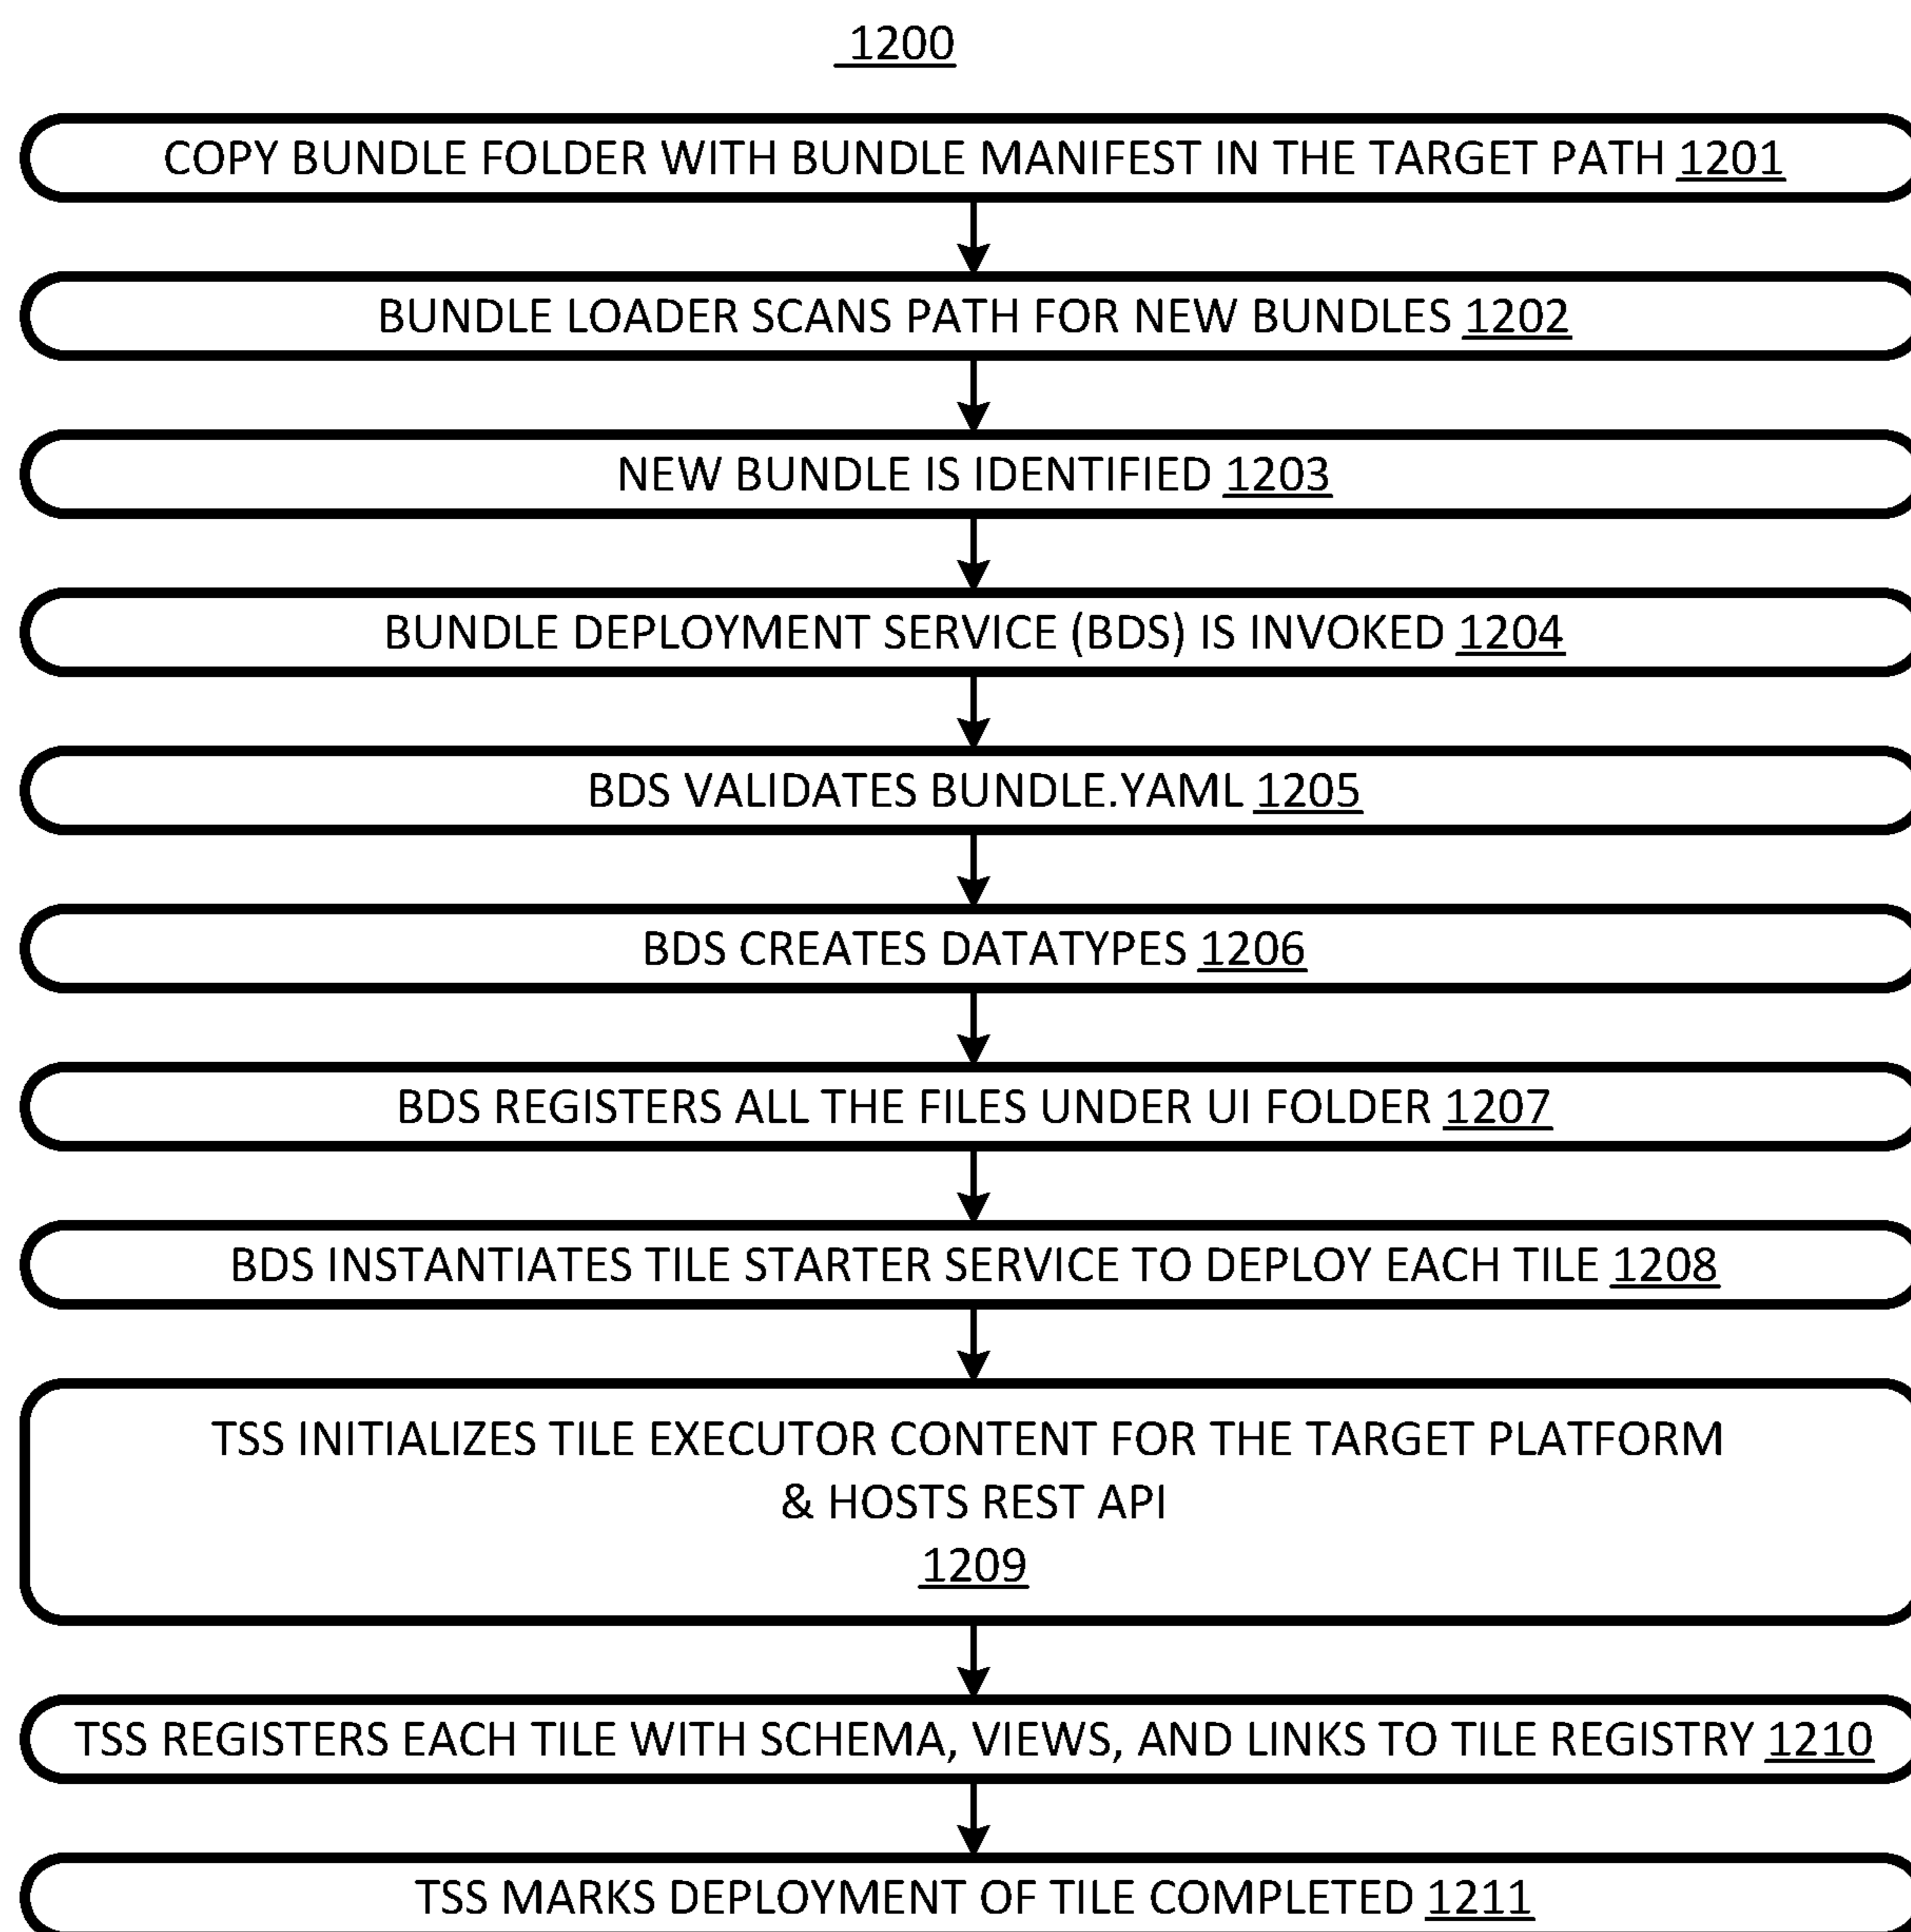 1200
COPY BUNDLE FOLDER WITH BUNDLE MANIFEST IN THE TARGET PATH 1201
BUNDLE LOADER SCANS PATH FOR NEW BUNDLES 1202
NEW BUNDLE IS IDENTIFIED 1203
BUNDLE DEPLOYMENT SERVICE (BDS) IS INVOKED 1204
BDS VALIDATES BUNDLE.YAML 1205
BDS CREATES DATATYPES 1206
BDS REGISTERS ALL THE FILES UNDER UI FOLDER 1207
BDS INSTANTIATES TILE STARTER SERVICE TO DEPLOY EACH TILE 1208
TSS INITIALIZES TILE EXECUTOR CONTENT FOR THE TARGET PLATFORM
& HOSTS REST API
1209
TSS REGISTERS EACH TILE WITH SCHEMA, VIEWS, AND LINKS TO TILE REGISTRY 1210
TSS MARKS DEPLOYMENT OF TILE COMPLETED 1211